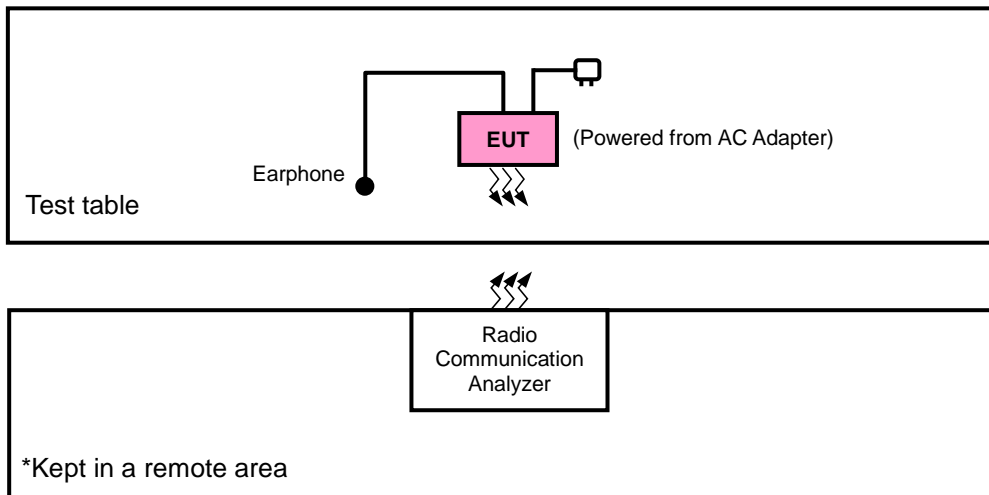 EUT
(Powered from AC Adapter)
Earphone
Test table
Radio
Communication
Analyzer
*Kept in a remote area